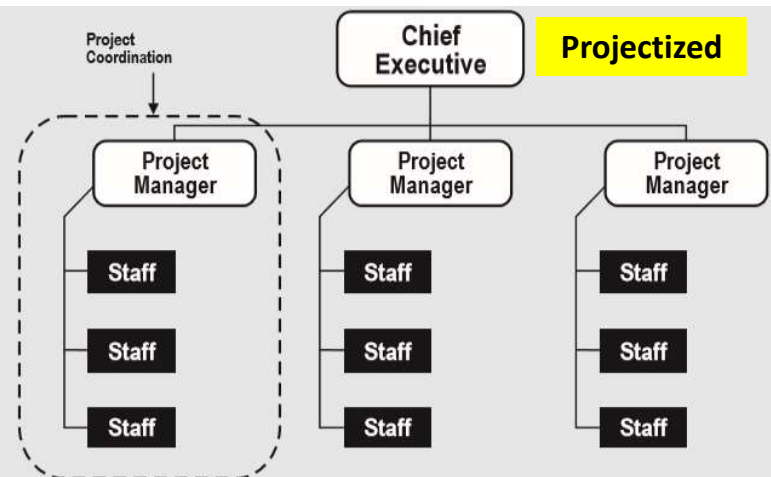 Project
Coordination
Chief
Executive
Projectized
Project
Manager
Project
Manager
Project
Manager
Staff
Staff
Staff
Staff
Staff
Staff
Staff
Staff
Staff